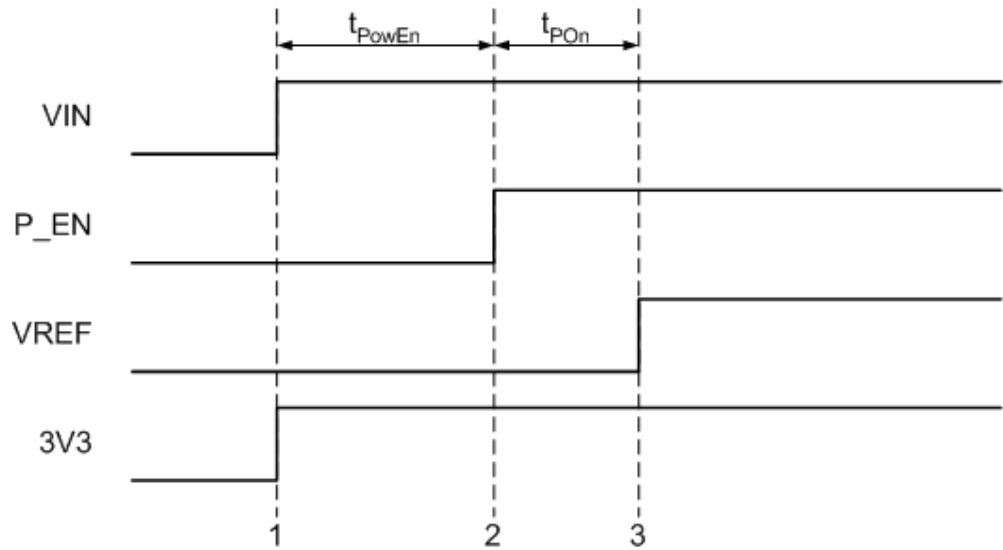 tPowEn tPOn
VIN
P_EN
VREF
3V3
1 2 3